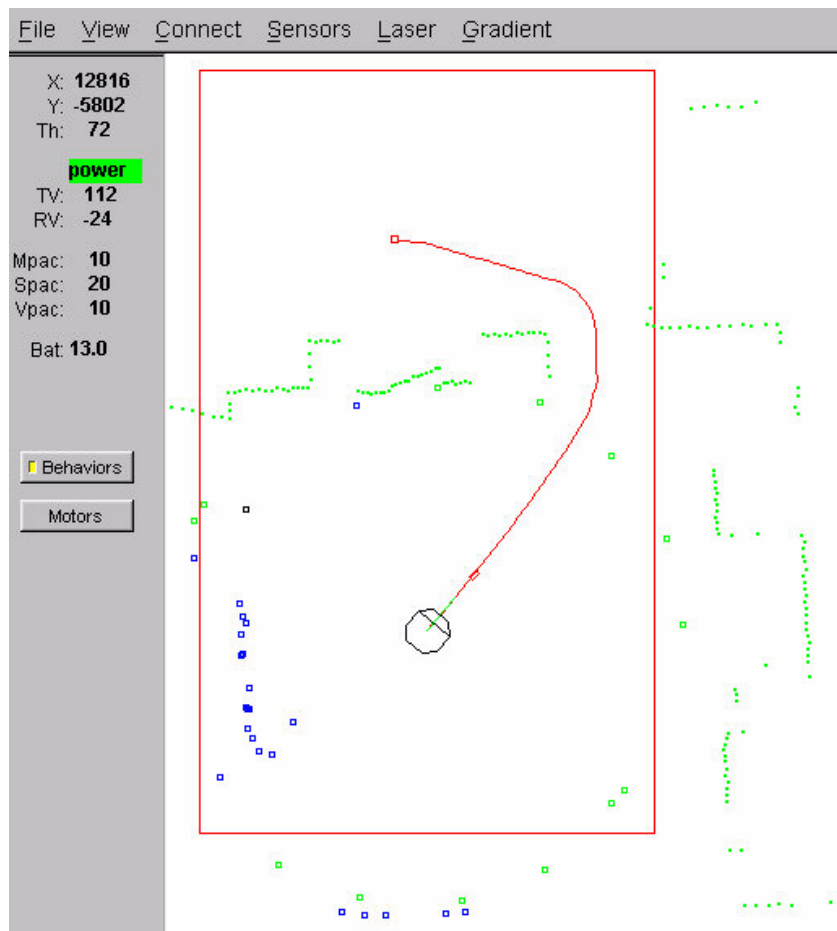 File View Connect Sensors Laser Gradient
X: 12816
Y: -5802
Th: 72
power
TV: 112
RV: -24
Mpac: 10
Spac: 20
Vpac: 10
Bat: 13.0
Behaviors
Motors